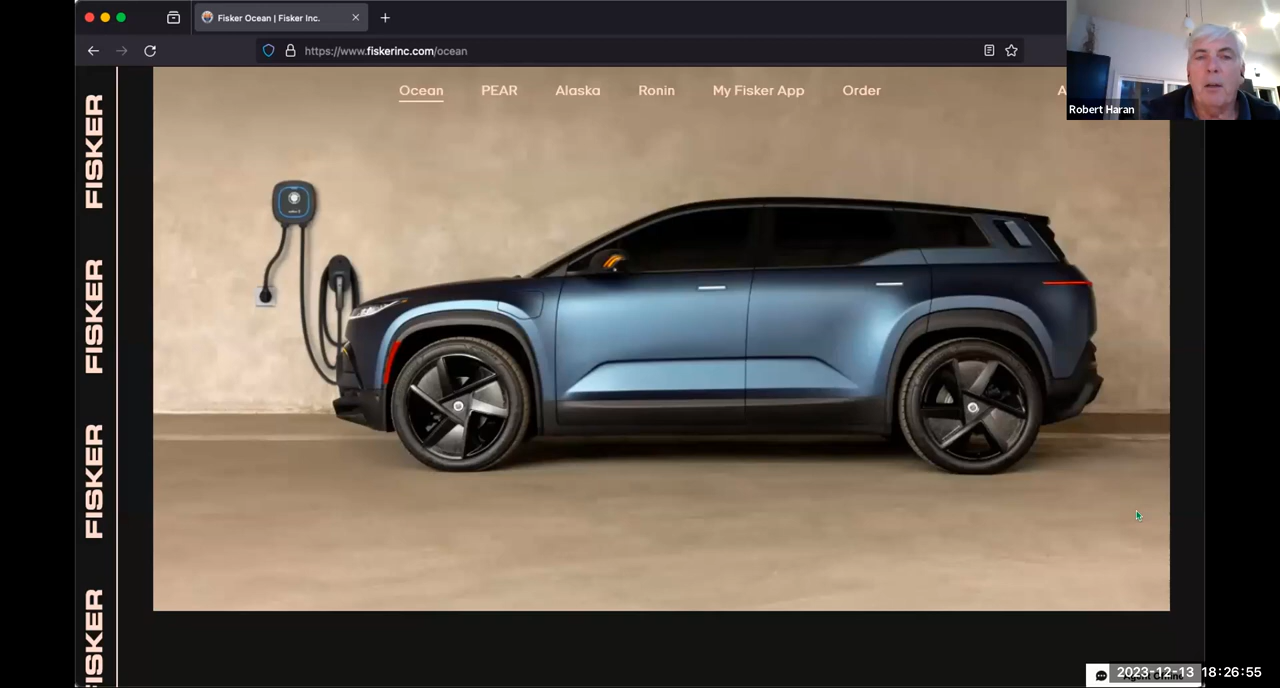 Fisker Ocean | Fisker Inc.
https://www.fiskerinc.com/ocean
Ocean PEAR Alaska Ronin My Fisker App Order A
Robert Haran
FISKER
FISKER
FISKER
FISKER
2023-12-13 18:26:55